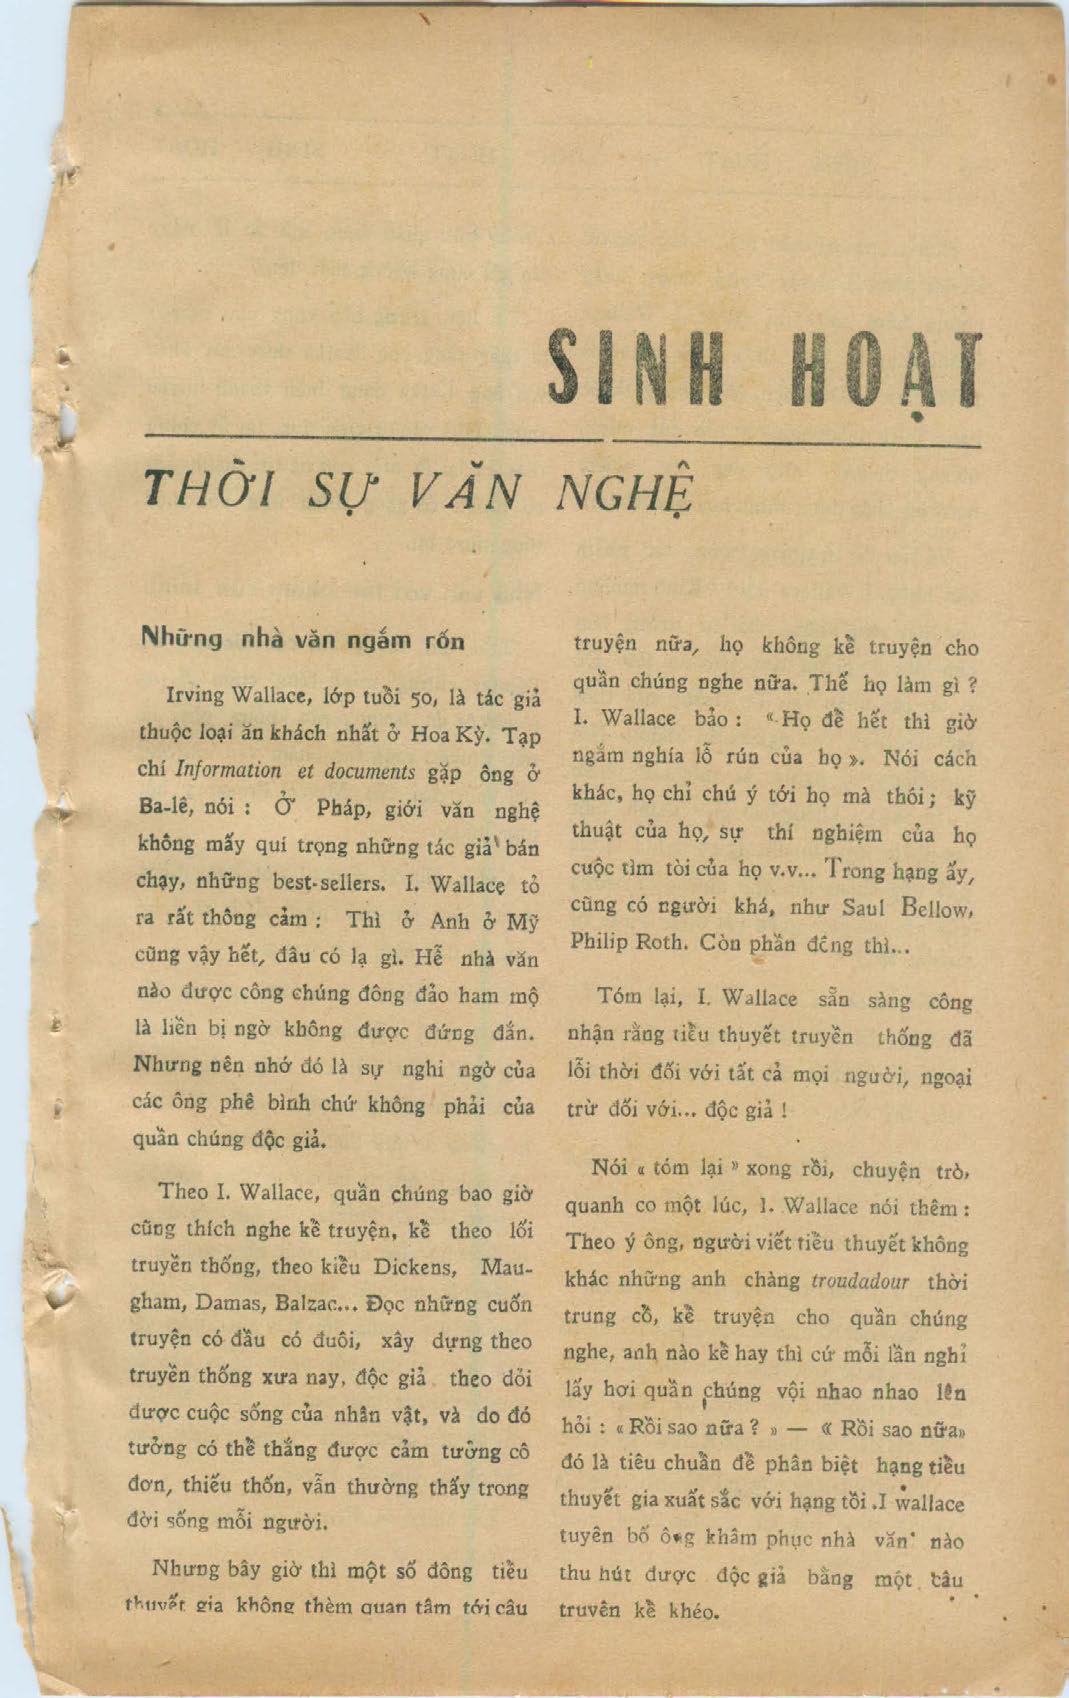 SINH HOẠT
THỜI SỰ VĂN NGHỆ
Những nhà văn ngắm rốn
Irving Wallace, lớp tuổi 50, là tác giả
thuộc loại ăn khách nhất ở Hoa Kỳ. Tạp
chí Information et documents gặp ông ở
Ba-lê, nói : Ở Pháp, giới văn nghệ
không mấy quí trọng những tác giả bán
chạy, những best-sellers. I. Wallace tỏ
ra rất thông cảm : Thì ở Anh ở Mỹ
cũng vậy hết, đâu có lạ gì. Hễ nhà văn
nào được công chúng đông đảo ham mộ
là liền bị ngờ không được đứng đắn.
Nhưng nên nhớ đó là sự nghi ngờ của
các ông phê bình chứ không phải của
quần chúng độc giả.
Theo I. Wallace, quần chúng bao giờ
cũng thích nghe kể truyện, kể theo lối
truyền thống, theo kiểu Dickens, Mau-
gham, Damas, Balzac... Đọc những cuốn
truyện có đầu có đuôi, xây dựng theo
truyền thống xưa nay, độc giả theo dỏi
được cuộc sống của nhân vật, và do đó
tưởng có thể thắng được cảm tưởng cô
đơn, thiếu thốn, vẫn thường thấy trong
đời sống mỗi người.
Nhưng bây giờ thì một số đông tiểu
thuyết gia không thèm quan tâm tới câu
truyện nữa, họ không kể truyện cho
quần chúng nghe nữa. Thế họ làm gì ?
I. Wallace bảo : « Họ để hết thì giờ
ngắm nghía lỗ rún của họ ». Nói cách
khác, họ chỉ chú ý tới họ mà thôi ; kỹ
thuật của họ, sự thí nghiệm của họ
cuộc tìm tòi của họ v.v... Trong hạng ấy,
cũng có người khá, như Saul Bellow,
Philip Roth. Còn phần đông thì...
Tóm lại, I. Wallace sẵn sàng công
nhận rằng tiểu thuyết truyền thống đã
lỗi thời đối với tất cả mọi người, ngoại
trừ đối với... độc giả !
Nói « tóm lại » xong rồi, chuyện trò,
quanh co một lúc, I. Wallace nói thêm :
Theo ý ông, người viết tiểu thuyết không
khác những anh chàng troudadour thời
trung cổ, kể truyện cho quần chúng
nghe, anh nào kể hay thì cứ mỗi lần nghỉ
lấy hơi quần chúng vội nhao nhao lên
hỏi : « Rồi sao nữa ? » — « Rồi sao nữa»
đó là tiêu chuẩn để phân biệt hạng tiểu
thuyết gia xuất sắc với hạng tồi .I wallace
tuyên bố ông khâm phục nhà văn nào
thu hút được độc giả bằng một câu
truyện kể khéo.